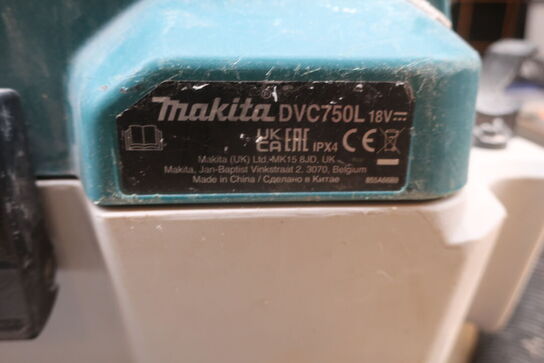 makita DVC750L 18V
UK CA EAC IPX4 CE
Makita (UK) Ltd. MK15 8JD, UK
Makita, Jan-Baptist Vinkstraat 2, 3070, Belgium
Made in China / Сделано в Китае